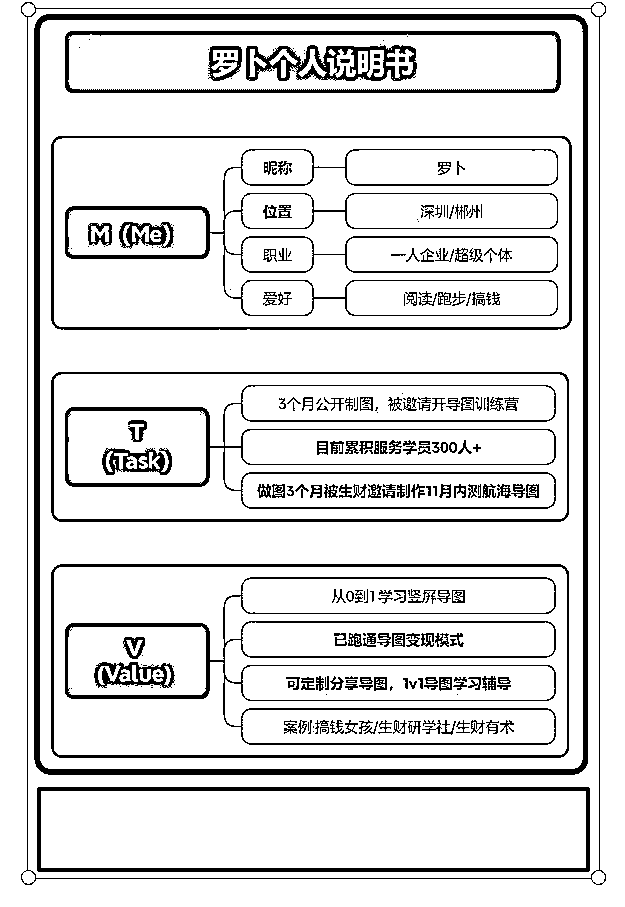 罗卜个人说明书
M（Me）
昵称
罗卜
位置
深圳/郴州
职业
一人企业/超级个体
爱好
阅读/跑步/搞钱
T
(Task)
3个月公开制图，被邀请开导图训练营
目前累积服务学员300人+
做图3个月被生财邀请制作11月内测航海导图
V
(Value)
从0到1学习竖屏导图
已跑通导图变现模式
可定制分享导图，1v1导图学习辅导
案例:搞钱女孩/生财研学社/生财有术